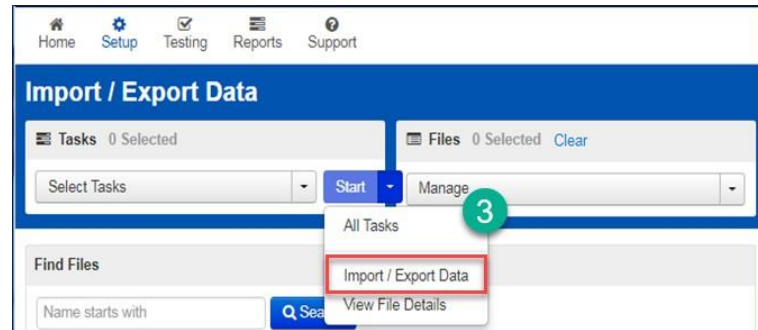 Home Setup Testing Reports Support
Import / Export Data
Tasks 0 Selected
Files 0 Selected Clear
Select Tasks
Start
Manage
3
All Tasks
Find Files
Import / Export Data
Name starts with
View File Details